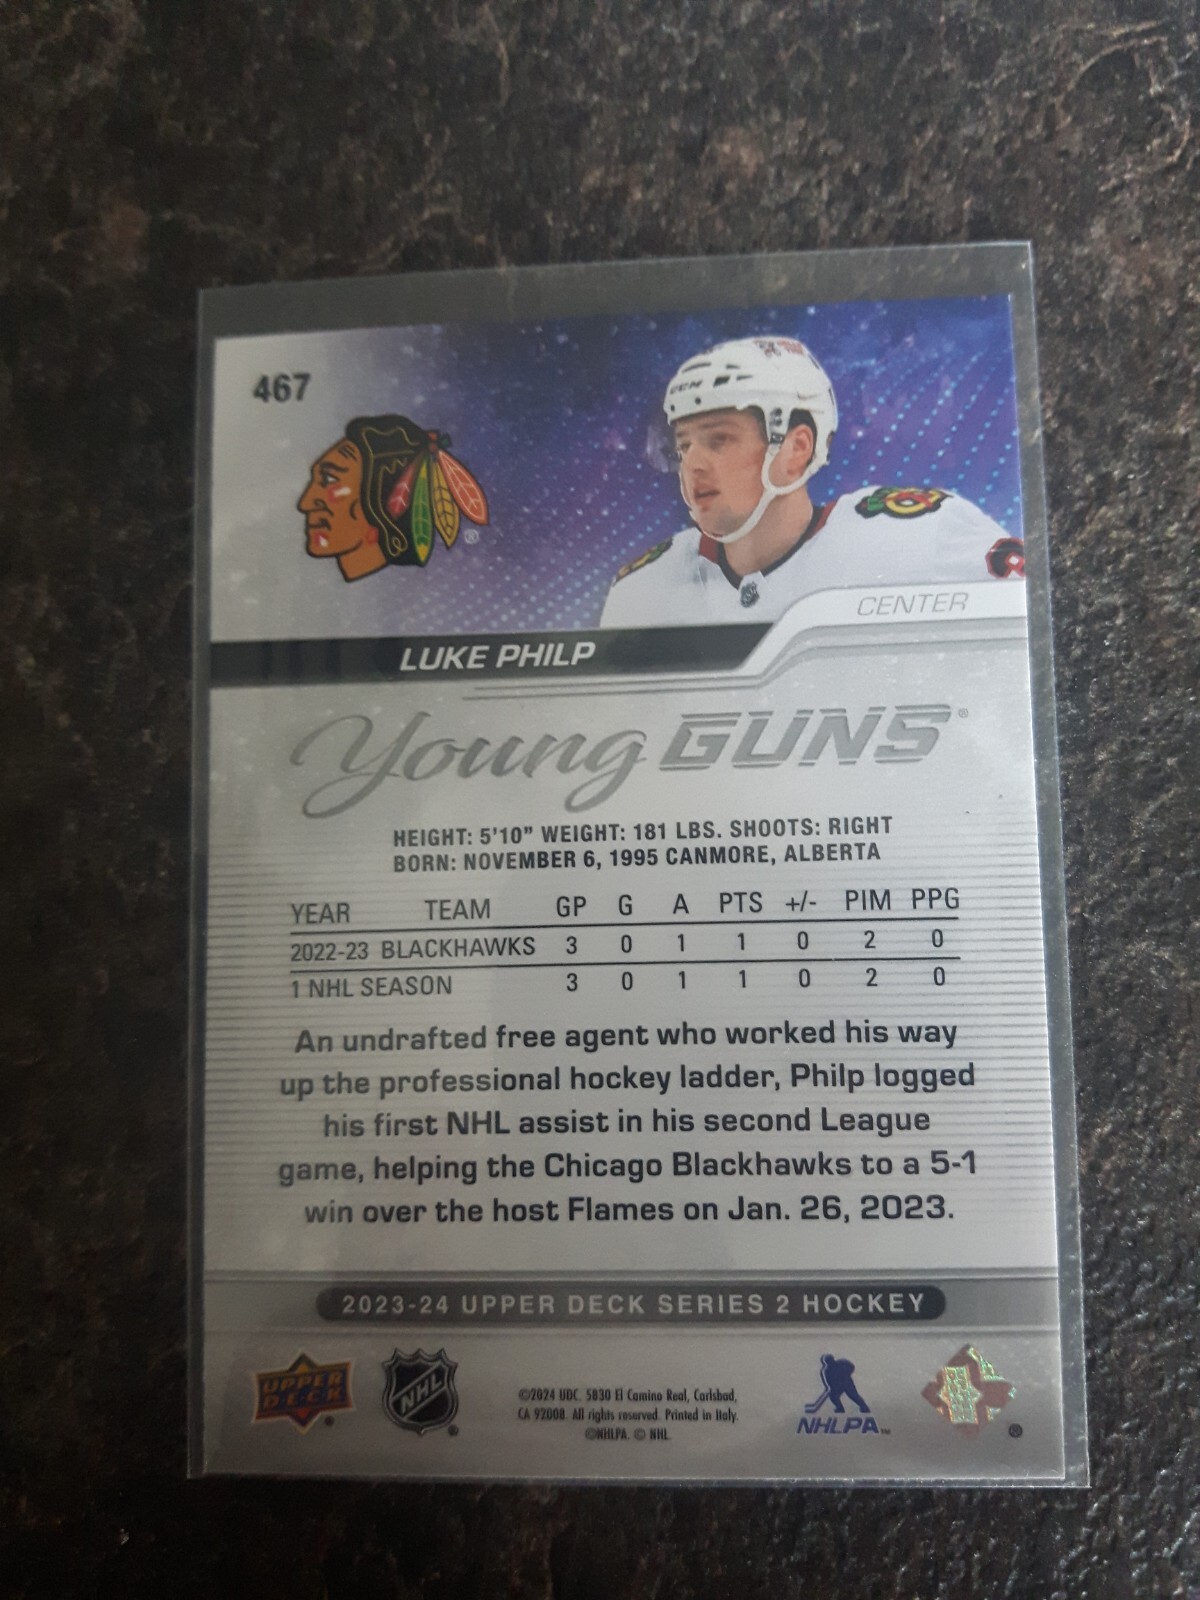 467
CCM
CENTER
LUKE PHILP
Young GUNS®
HEIGHT: 5'10" WEIGHT: 181 LBS. SHOOTS: RIGHT
BORN: NOVEMBER 6, 1995 CANMORE, ALBERTA
YEAR TEAM GP G A PTS +/- PIM PPG
2022-23 BLACKHAWKS 3 0 1 1 0 2 0
1 NHL SEASON 3 0 1 1 0 2 0
An undrafted free agent who worked his way
up the professional hockey ladder, Philp logged
his first NHL assist in his second League
game, helping the Chicago Blackhawks to a 5-1
win over the host Flames on Jan. 26, 2023.
2023-24 UPPER DECK SERIES 2 HOCKEY
UPPER
DECK®
NHL®
©2024 UDC. 5830 El Camino Real, Carlsbad,
CA 92008. All rights reserved. Printed in Italy.
©NHLPA. © NHL.
NHLPA™
®